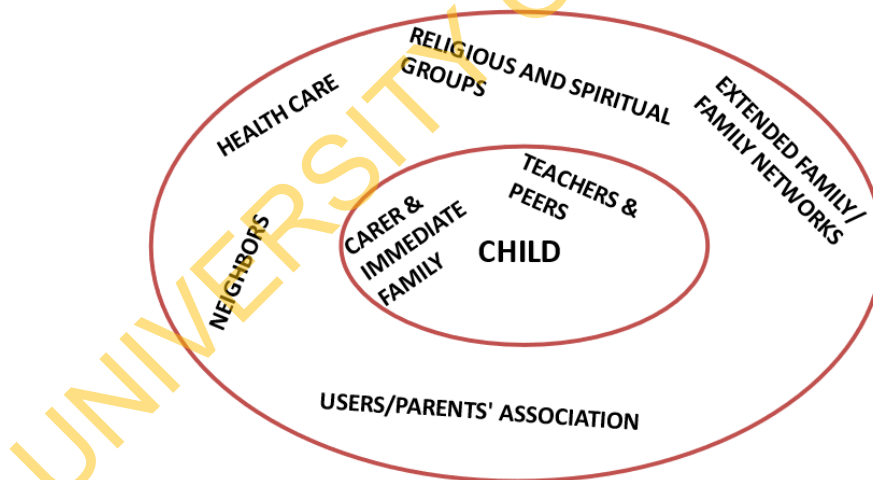 RELIGIOUS AND SPIRITUAL
GROUPS
HEALTH CARE
EXTENDED FAMILY/
FAMILY NETWORKS
TEACHERS &
PEERS
CARER &
IMMEDIATE
FAMILY
CHILD
NEIGHBORS
USERS/PARENTS' ASSOCIATION
UNIVERSITY